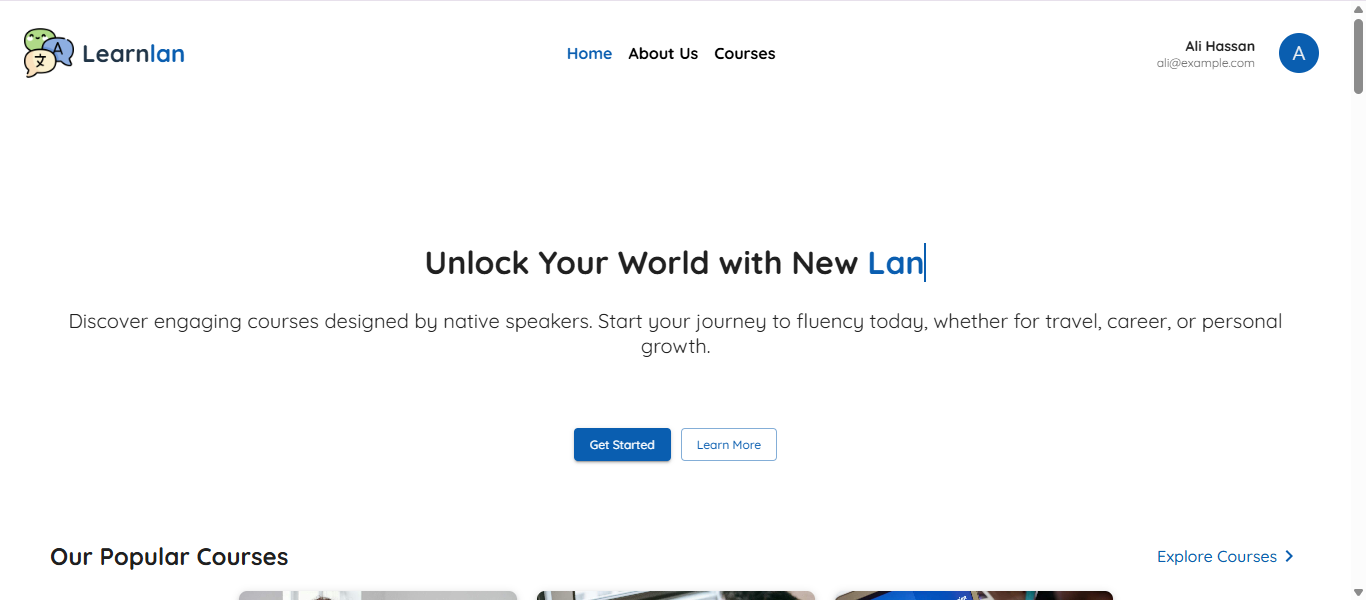 Learnlan
Home About Us Courses
Ali Hassan
ali@example.com
A
Unlock Your World with New Lan
Discover engaging courses designed by native speakers. Start your journey to fluency today, whether for travel, career, or personal
growth.
Get Started Learn More
Our Popular Courses
Explore Courses